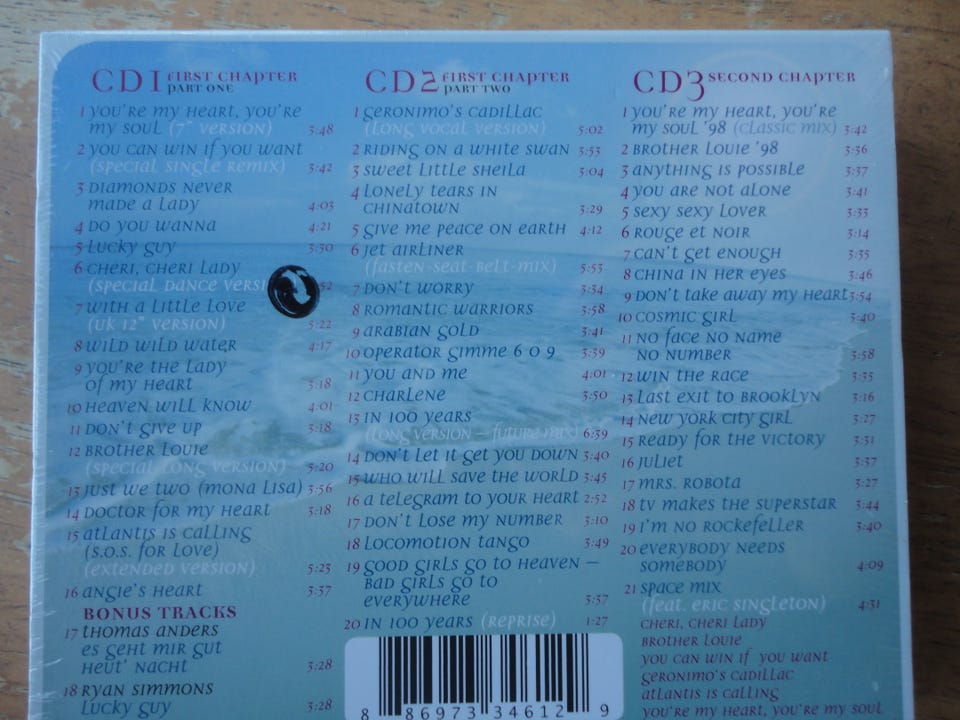 CD1 FIRST CHAPTER
PART ONE
1 YOU'RE MY HEART, YOU'RE
MY SOUL (7" VERSION) 3:48
2 YOU CAN WIN IF YOU WANT
(SPECIAL SINGLE REMIX) 3:42
3 DIAMONDS NEVER
MADE A LADY 4:03
4 DO YOU WANNA 4:21
5 LUCKY GUY 3:30
6 CHERI, CHERI LADY
(SPECIAL DANCE VERSI 52
7 WITH A LITTLE LOVE
(UK 12" VERSION) 5:22
8 WILD WILD WATER 4:17
9 YOU'RE THE LADY
OF MY HEART 3:18
10 HEAVEN WILL KNOW 4:01
11 DON'T GIVE UP 3:18
12 BROTHER LOUIE
(SPECIAL LONG VERSION) 5:20
13 JUST WE TWO (MONA LISA) 3:56
14 DOCTOR FOR MY HEART 3:18
15 ATLANTIS IS CALLING
(S.O.S. FOR LOVE)
(EXTENDED VERSION) 5:23
16 ANGIE'S HEART 3:37
BONUS TRACKS
17 THOMAS ANDERS
ES GEHT MIR GUT
HEUT' NACHT 3:28
18 RYAN SIMMONS
LUCKY GUY 3:28
CD2 FIRST CHAPTER
PART TWO
1 GERONIMO'S CADILLAC
(LONG VOCAL VERSION) 5:02
2 RIDING ON A WHITE SWAN 3:53
3 SWEET LITTLE SHEILA 3:04
4 LONELY TEARS IN
CHINATOWN 3:29
5 GIVE ME PEACE ON EARTH 4:12
6 JET AIRLINER
(FASTEN-SEAT-BELT-MIX) 5:53
7 DON'T WORRY 3:34
8 ROMANTIC WARRIORS 3:58
9 ARABIAN GOLD 3:41
10 OPERATOR GIMME 6 0 9 3:39
11 YOU AND ME 4:01
12 CHARLENE 3:50
13 IN 100 YEARS
(LONG VERSION – FUTURE MIX) 6:39
14 DON'T LET IT GET YOU DOWN 3:40
15 WHO WILL SAVE THE WORLD 3:45
16 A TELEGRAM TO YOUR HEART 2:52
17 DON'T LOSE MY NUMBER 3:10
18 LOCOMOTION TANGO 3:49
19 GOOD GIRLS GO TO HEAVEN –
BAD GIRLS GO TO
EVERYWHERE 3:37
20 IN 100 YEARS (REPRISE) 1:27
8 86973 34612 9
CD3 SECOND CHAPTER
1 YOU'RE MY HEART, YOU'RE
MY SOUL '98 (CLASSIC MIX) 3:42
2 BROTHER LOUIE '98 3:36
3 ANYTHING IS POSSIBLE 3:37
4 YOU ARE NOT ALONE 3:41
5 SEXY SEXY LOVER 3:33
6 ROUGE ET NOIR 3:14
7 CAN'T GET ENOUGH 3:35
8 CHINA IN HER EYES 3:46
9 DON'T TAKE AWAY MY HEART 3:54
10 COSMIC GIRL 3:40
11 NO FACE NO NAME
NO NUMBER 3:58
12 WIN THE RACE 3:35
13 LAST EXIT TO BROOKLYN 3:16
14 NEW YORK CITY GIRL 3:27
15 READY FOR THE VICTORY 3:31
16 JULIET 3:37
17 MRS. ROBOTA 3:27
18 TV MAKES THE SUPERSTAR 3:44
19 I'M NO ROCKEFELLER 3:40
20 EVERYBODY NEEDS
SOMEBODY 4:09
21 SPACE MIX
(FEAT. ERIC SINGLETON) 4:31
CHERI, CHERI LADY
BROTHER LOUIE
YOU CAN WIN IF YOU WANT
GERONIMO'S CADILLAC
ATLANTIS IS CALLING
YOU'RE MY HEART, YOU'RE MY SOUL